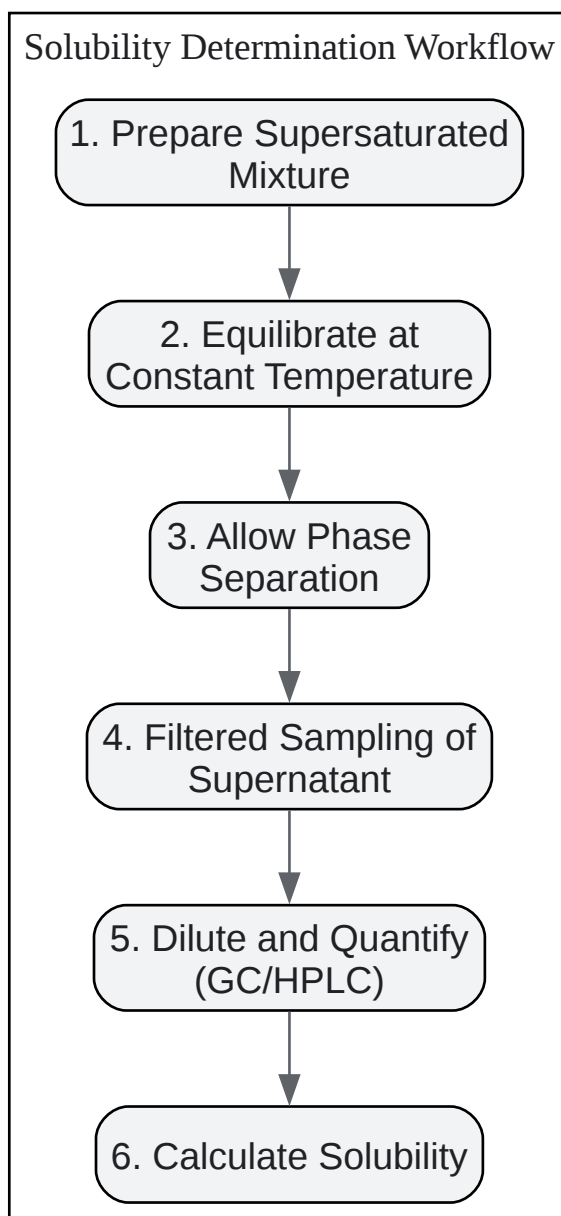 Solubility Determination Workflow
1. Prepare Supersaturated
Mixture
2. Equilibrate at
Constant Temperature
3. Allow Phase
Separation
4. Filtered Sampling of
Supernatant
5. Dilute and Quantify
(GC/HPLC)
6. Calculate Solubility